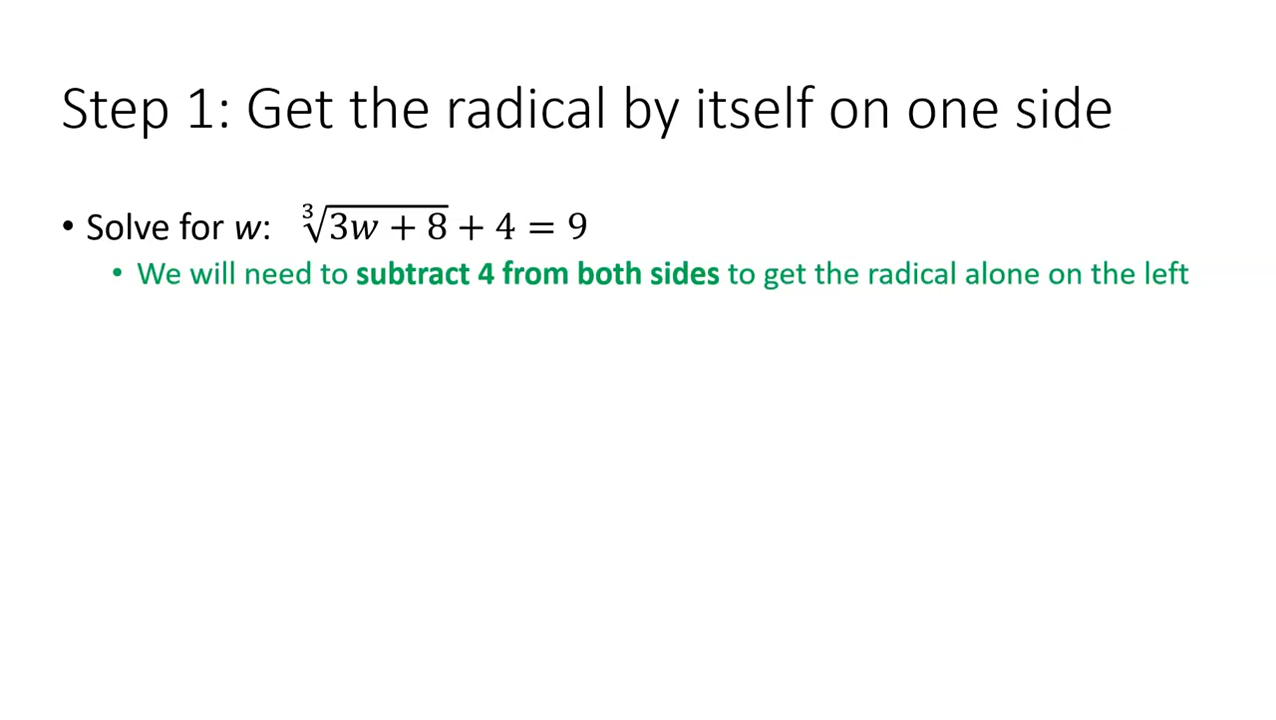 Step 1: Get the radical by itself on one side
• Solve for w: ∛(3w + 8) + 4 = 9
• We will need to subtract 4 from both sides to get the radical alone on the left